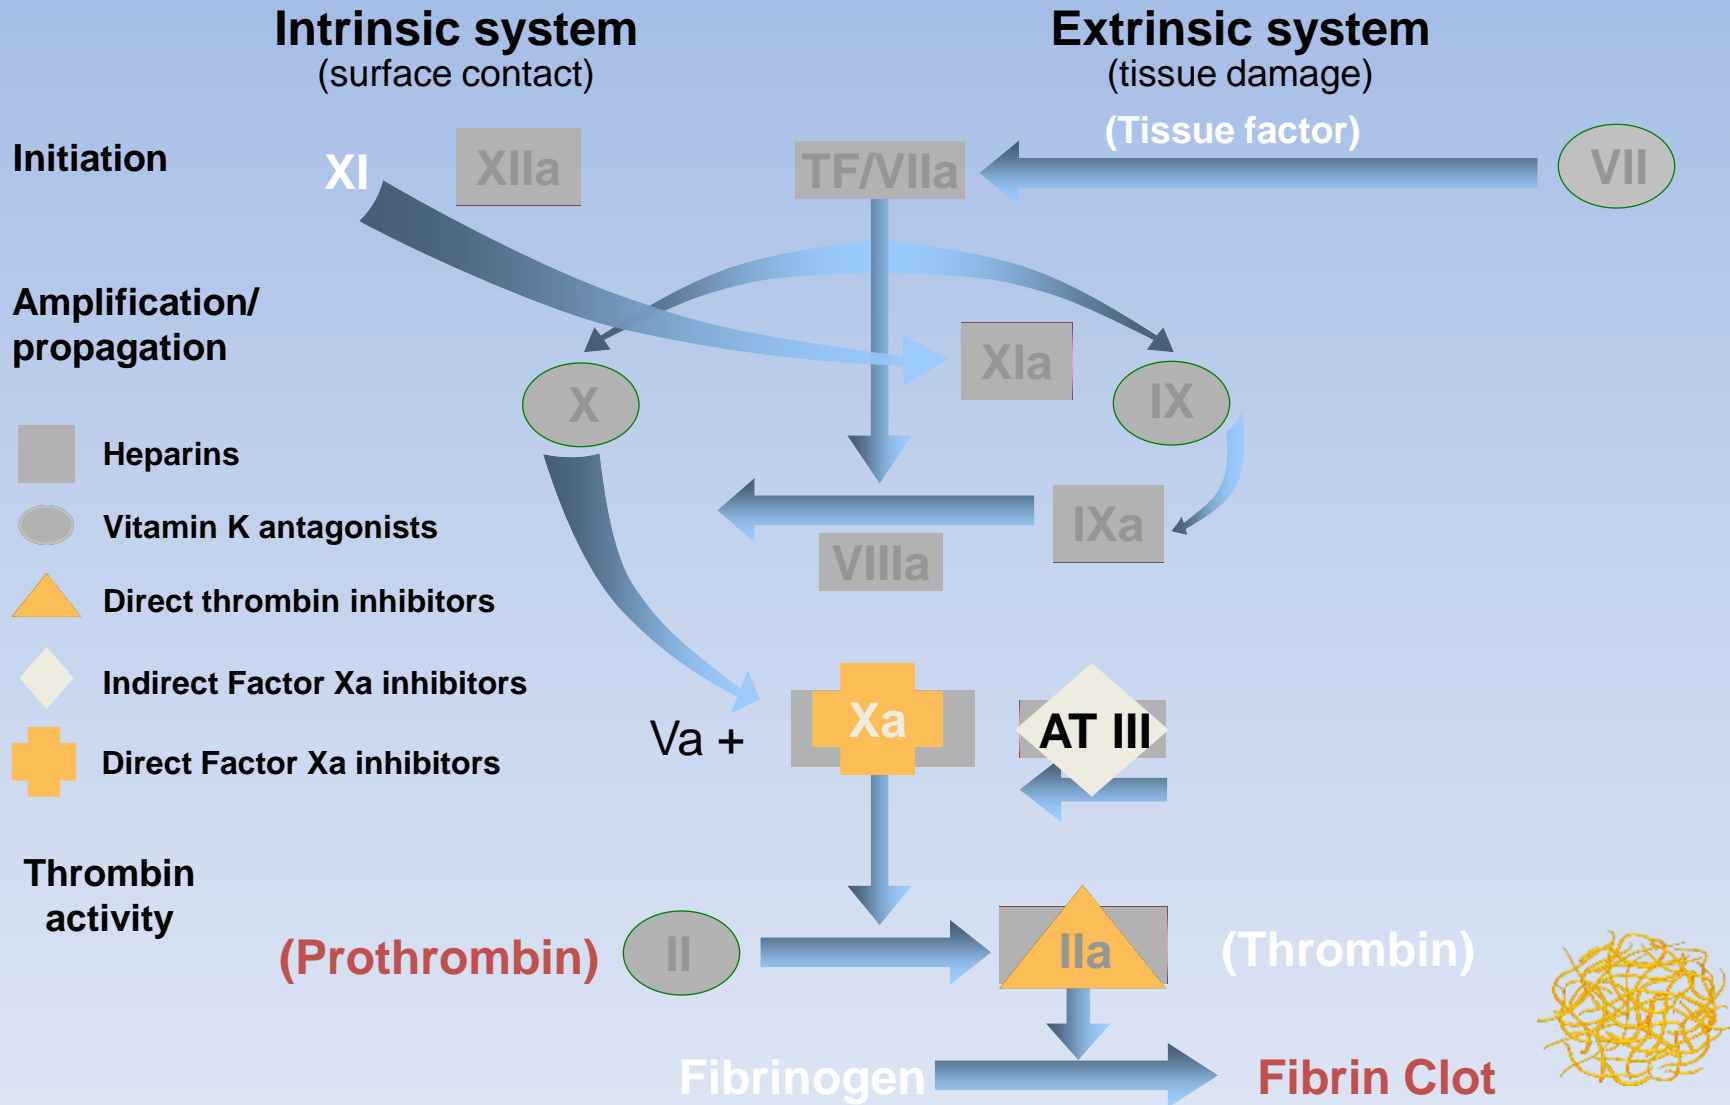 Intrinsic system
(surface contact)
Extrinsic system
(tissue damage)
(Tissue factor)
Initiation
XI
XIIa
TF/VIIa
VII
Amplification/
propagation
XIa
X
IX
Heparins
Vitamin K antagonists
IXa
VIIIa
Direct thrombin inhibitors
Indirect Factor Xa inhibitors
Direct Factor Xa inhibitors
Va +
Xa
AT III
Thrombin
activity
(Prothrombin)
II
IIa
(Thrombin)
Fibrinogen
Fibrin Clot